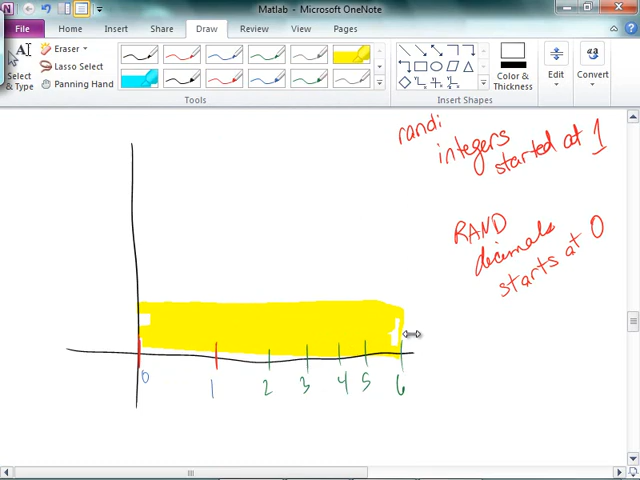 Matlab - Microsoft OneNote
File Home Insert Share Draw Review View Pages
Select & Type
Eraser
Lasso Select
Panning Hand
Tools
Insert Shapes
Color & Thickness
Edit
Convert
randi
integers
started at 1
RAND
decimals
starts at 0
0 1 2 3 4 5 6